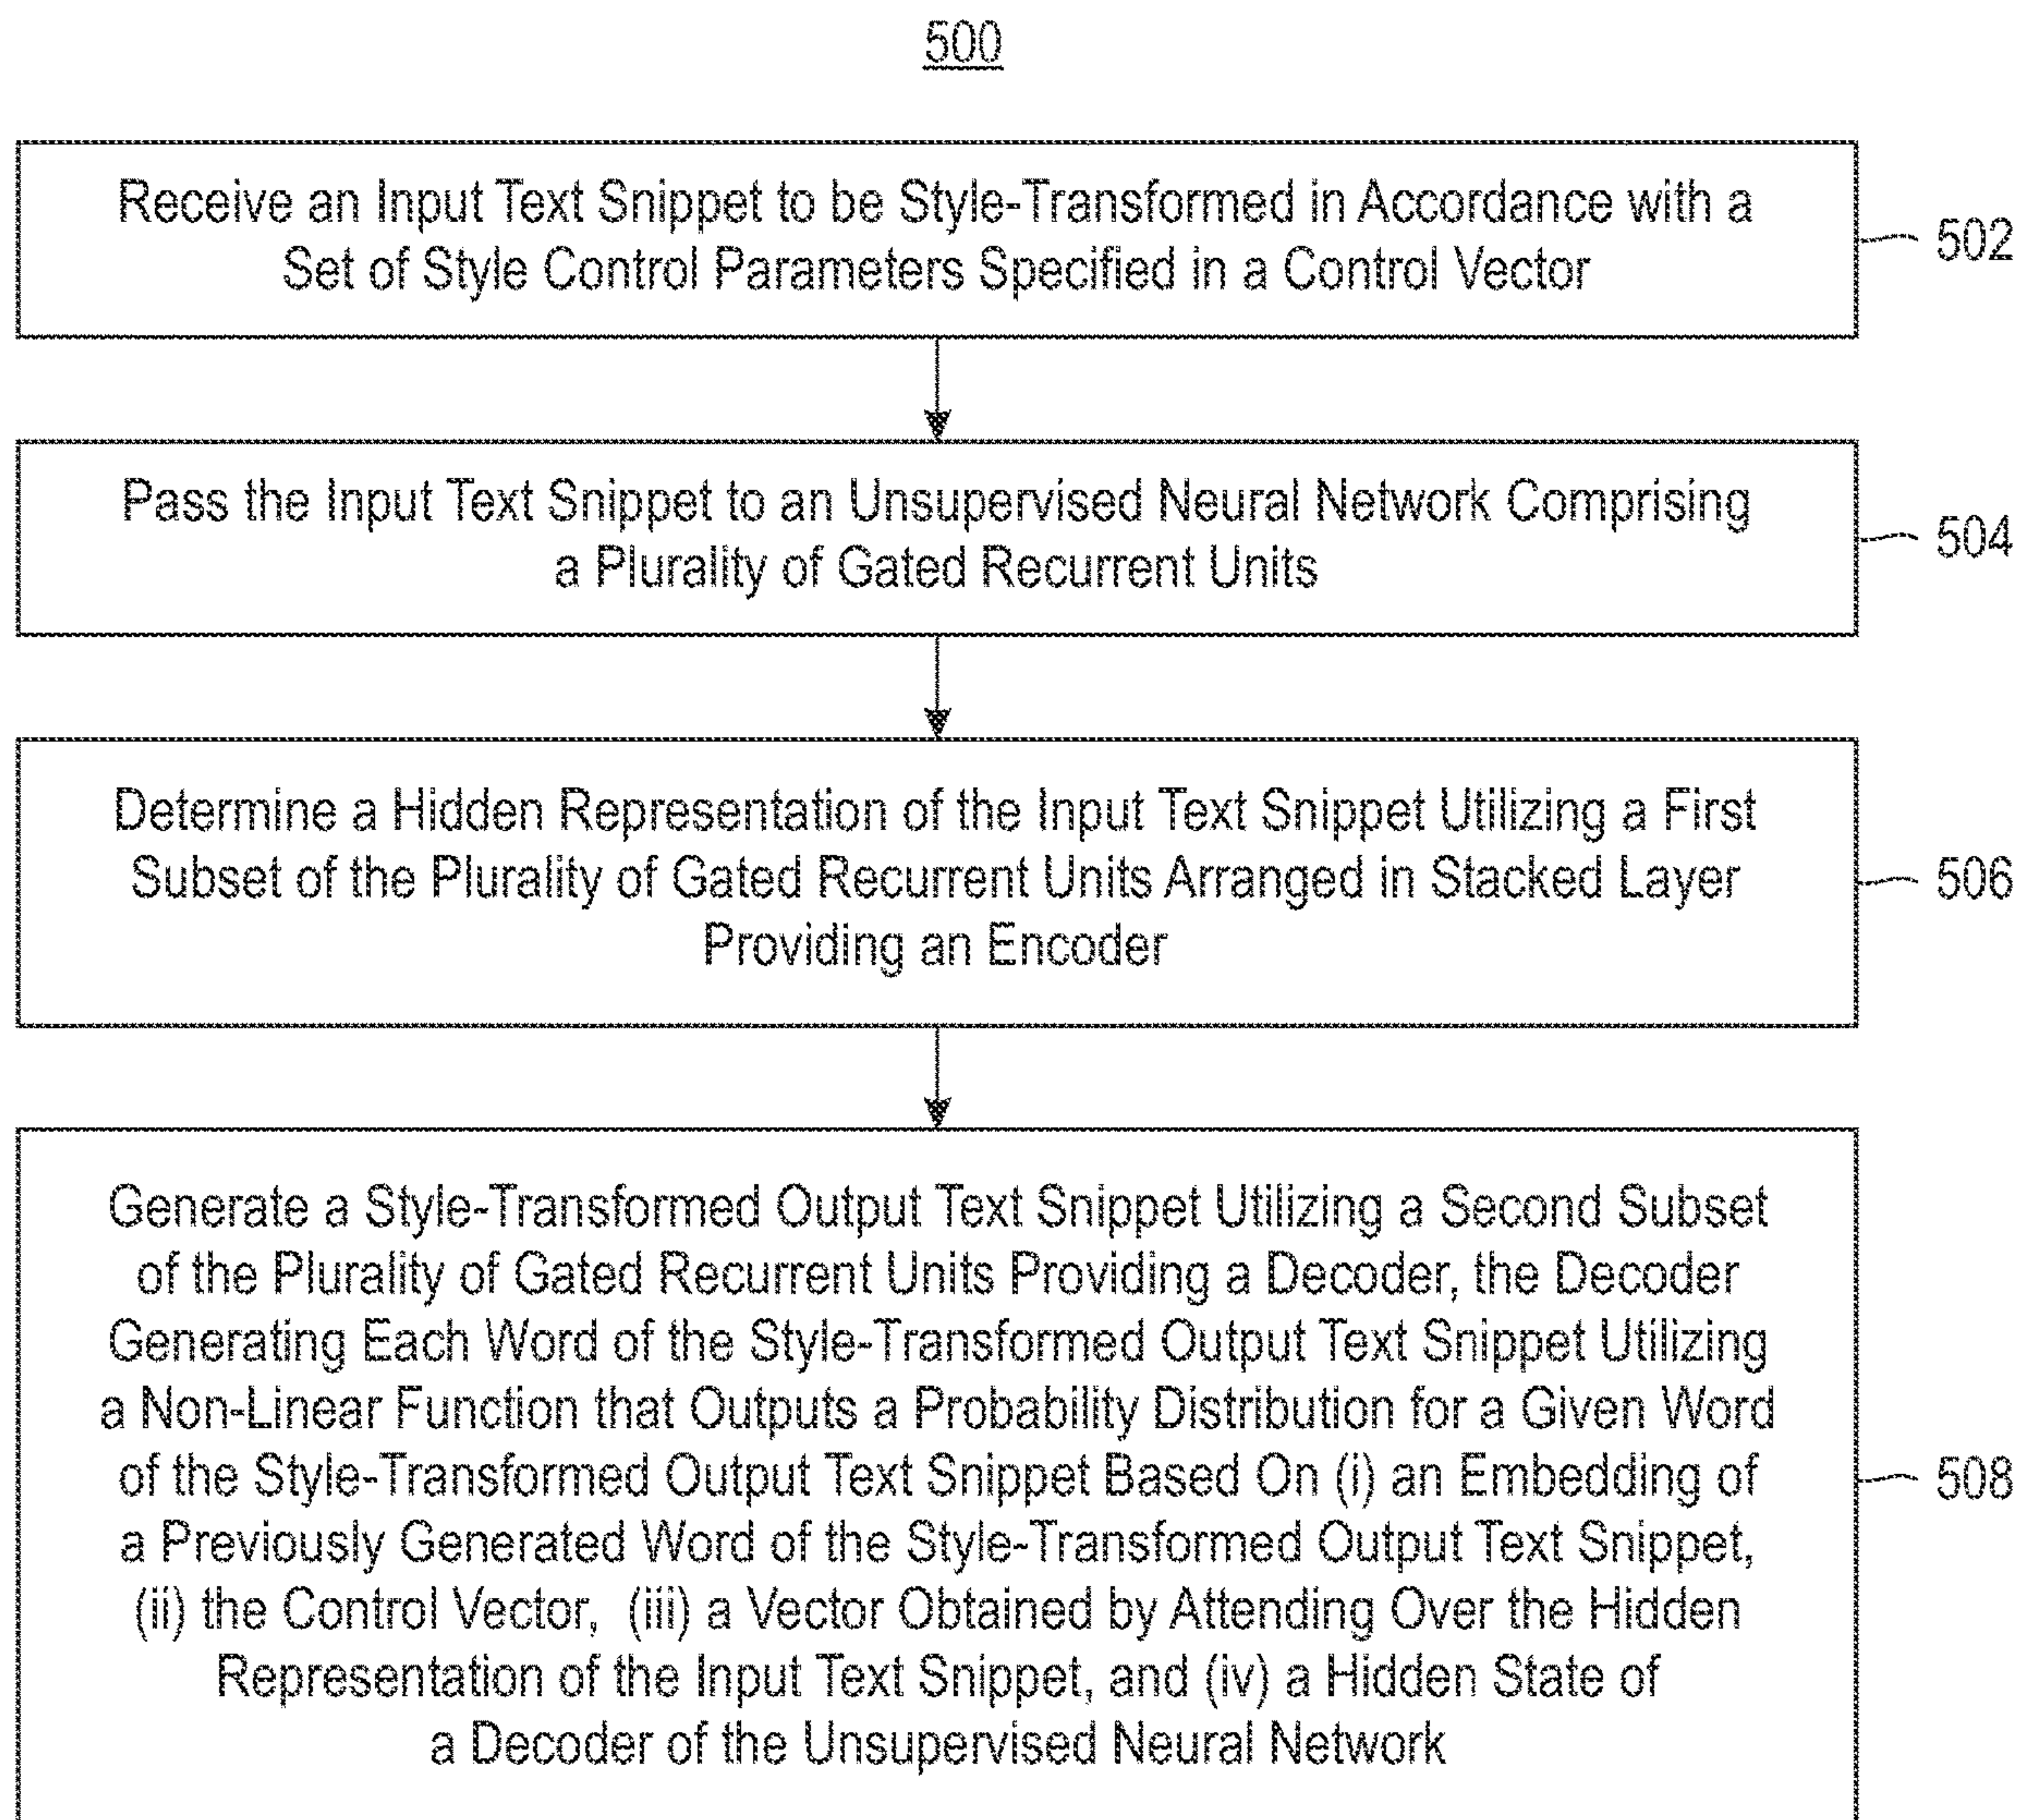 500
Receive an Input Text Snippet to be Style-Transformed in Accordance with a
Set of Style Control Parameters Specified in a Control Vector
502
Pass the Input Text Snippet to an Unsupervised Neural Network Comprising
a Plurality of Gated Recurrent Units
504
Determine a Hidden Representation of the Input Text Snippet Utilizing a First
Subset of the Plurality of Gated Recurrent Units Arranged in Stacked Layer
Providing an Encoder
506
Generate a Style-Transformed Output Text Snippet Utilizing a Second Subset
of the Plurality of Gated Recurrent Units Providing a Decoder, the Decoder
Generating Each Word of the Style-Transformed Output Text Snippet Utilizing
a Non-Linear Function that Outputs a Probability Distribution for a Given Word
of the Style-Transformed Output Text Snippet Based On (i) an Embedding of
a Previously Generated Word of the Style-Transformed Output Text Snippet,
(ii) the Control Vector, (iii) a Vector Obtained by Attending Over the Hidden
Representation of the Input Text Snippet, and (iv) a Hidden State of
a Decoder of the Unsupervised Neural Network
508